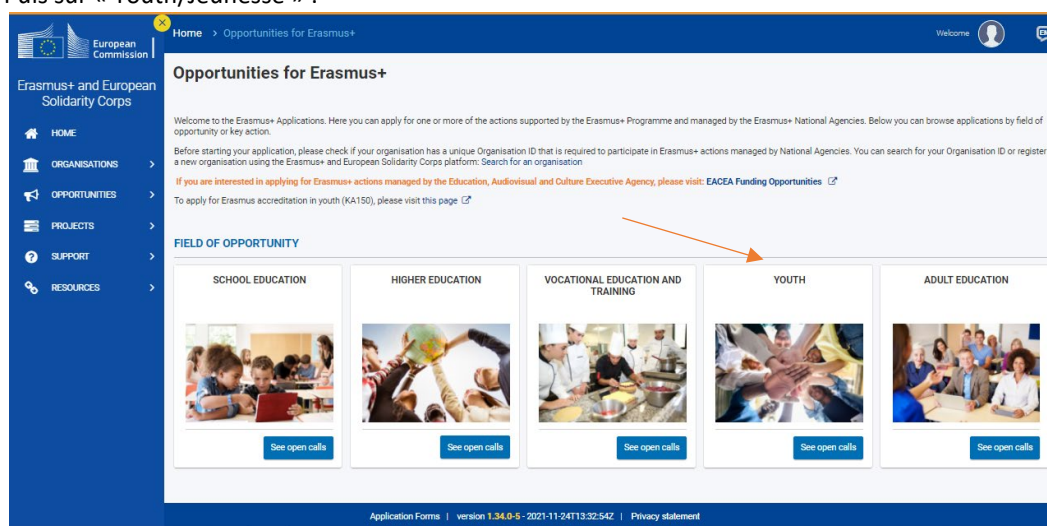 Puis sur « Youth/Jeunesse » :
European
Commission
Home > Opportunities for Erasmus+
Welcome
Erasmus+ and European
Solidarity Corps
HOME
ORGANISATIONS
OPPORTUNITIES
PROJECTS
SUPPORT
RESOURCES
Opportunities for Erasmus+
Welcome to the Erasmus+ Applications. Here you can apply for one or more of the actions supported by the Erasmus+ Programme and managed by the Erasmus+ National Agencies. Below you can browse applications by field of
opportunity or key action.
Before starting your application, please check if your organisation has a unique Organisation ID that is required to participate in Erasmus+ actions managed by National Agencies. You can search for your Organisation ID or register
a new organisation using the Erasmus+ and European Solidarity Corps platform: Search for an organisation
If you are interested in applying for Erasmus+ actions managed by the Education, Audiovisual and Culture Executive Agency, please visit: EACEA Funding Opportunities
To apply for Erasmus accreditation in youth (KA150), please visit this page
FIELD OF OPPORTUNITY
SCHOOL EDUCATION
HIGHER EDUCATION
VOCATIONAL EDUCATION AND
TRAINING
YOUTH
ADULT EDUCATION
See open calls
See open calls
See open calls
See open calls
See open calls
Application Forms | version 1.34.0-5 - 2021-11-24T13:32:54Z | Privacy statement